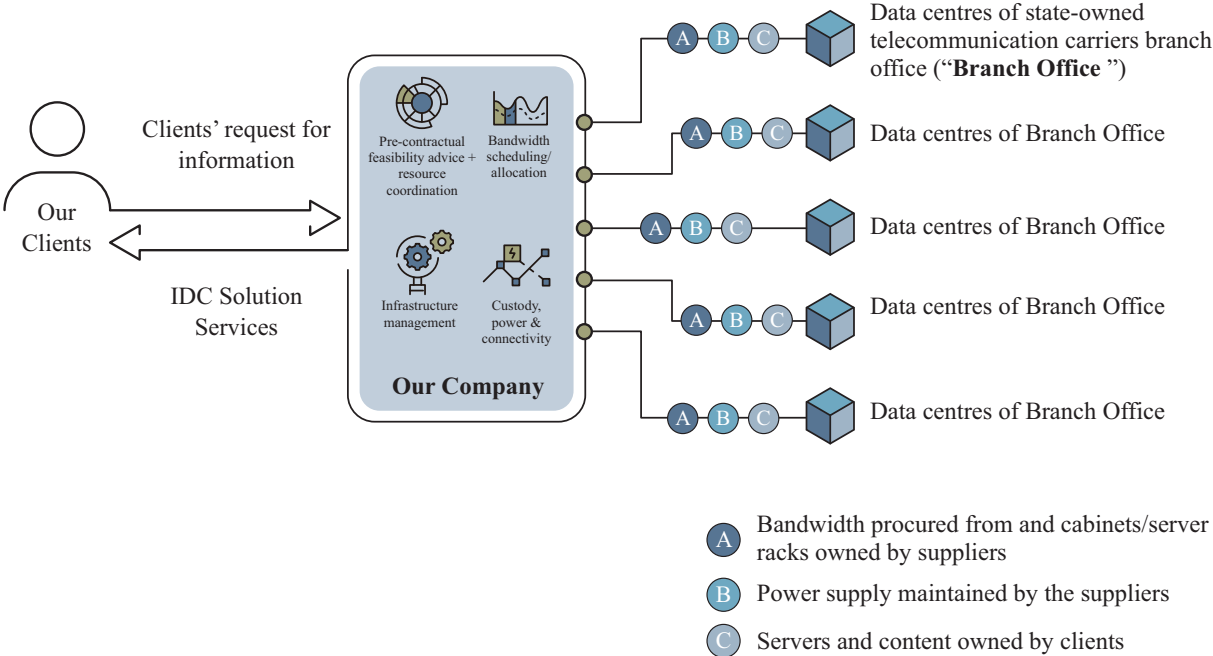 Our
Clients
Clients’ request for
information
IDC Solution
Services
Pre-contractual
feasibility advice +
resource
coordination
Bandwidth
scheduling/
allocation
Infrastructure
management
Custody,
power &
connectivity
Our Company
A B C
Data centres of state-owned
telecommunication carriers branch
office (“Branch Office ”)
A B C
Data centres of Branch Office
A B C
Data centres of Branch Office
A B C
Data centres of Branch Office
A B C
Data centres of Branch Office
A
Bandwidth procured from and cabinets/server
racks owned by suppliers
B
Power supply maintained by the suppliers
C
Servers and content owned by clients